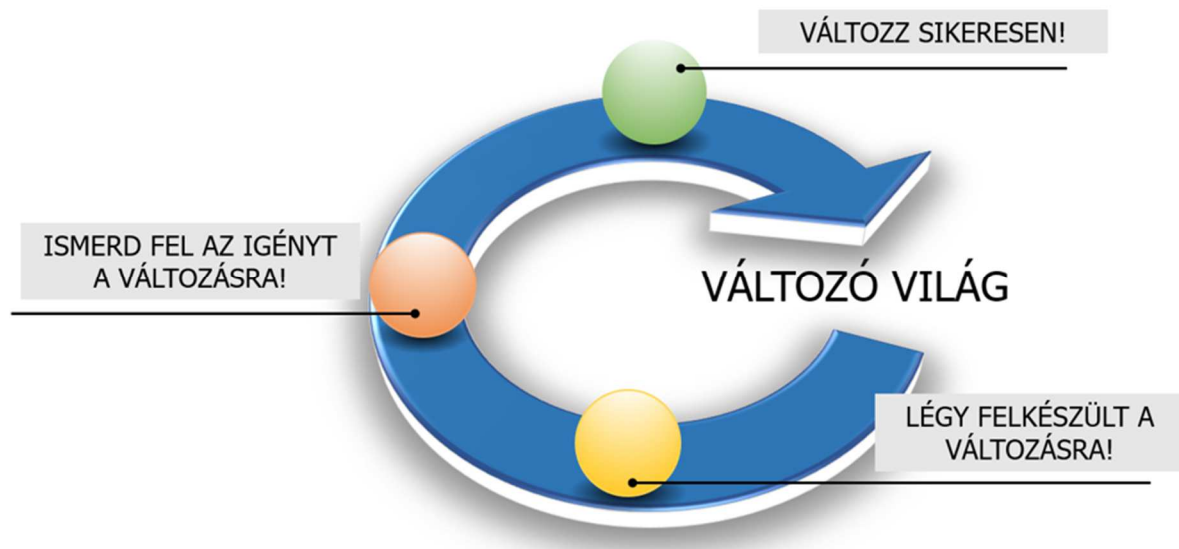 VÁLTOZZ SIKERESEN!
ISMERD FEL AZ IGÉNYT
A VÁLTOZÁSRA!
VÁLTOZÓ VILÁG
LÉGY FELKÉSZÜLT A
VÁLTOZÁSRA!